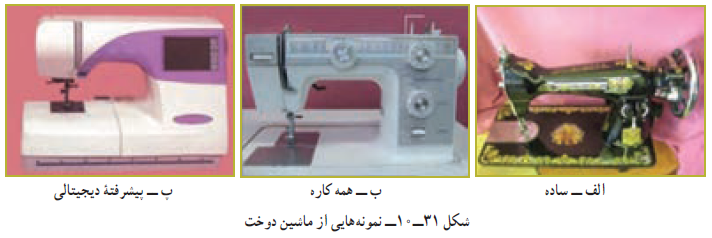 الف ــ ساده
ب ــ همه کاره
پ ــ پیشرفتهٔ دیجیتالی
شکل ۳۱ــ۱۰ــ نمونه‌هایی از ماشین دوخت